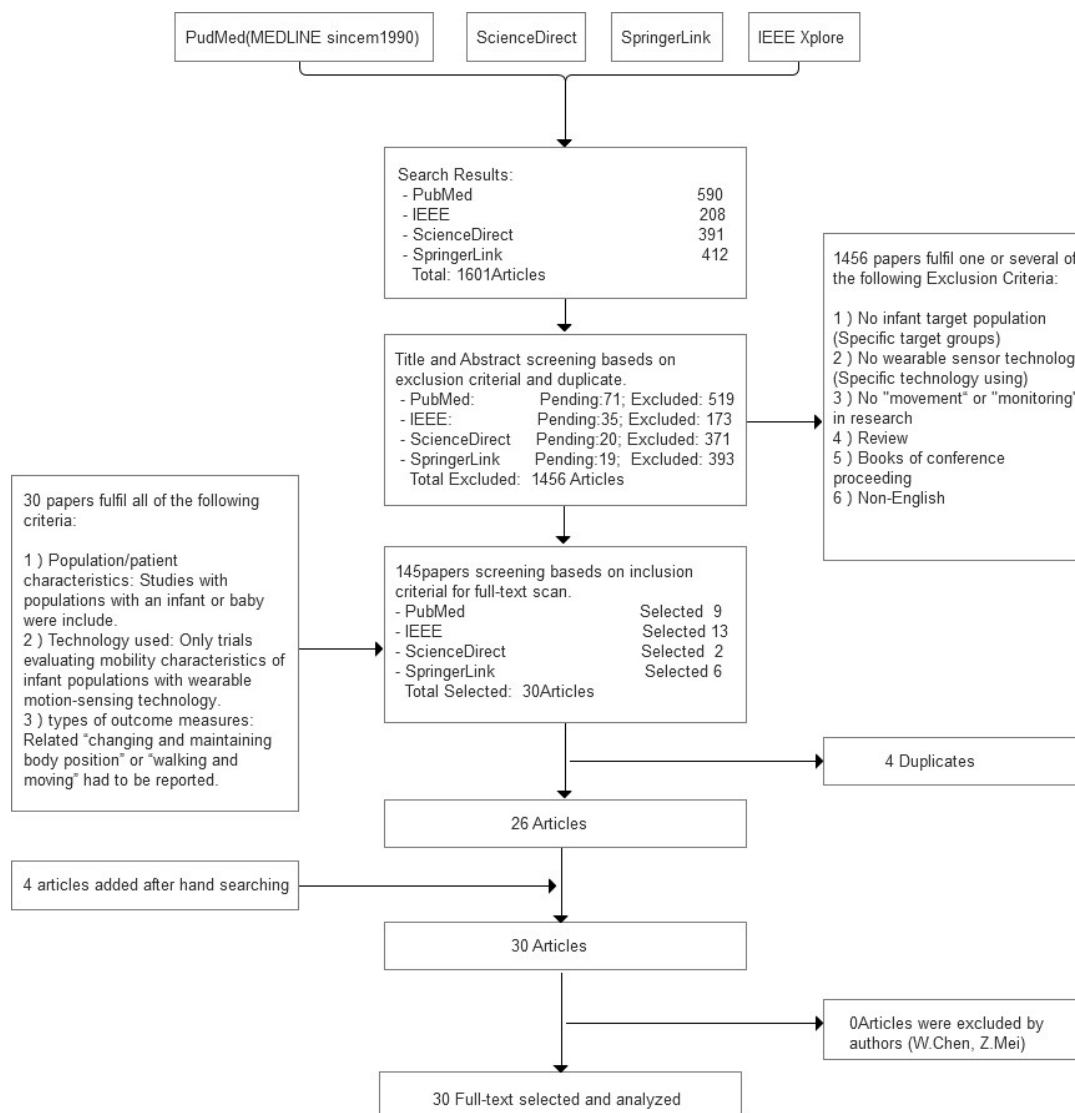 PudMed(MEDLINE sincem1990)
ScienceDirect
SpringerLink
IEEE Xplore
Search Results:
- PubMed 590
- IEEE 208
- ScienceDirect 391
- SpringerLink 412
Total: 1601Articles
1456 papers fulfil one or several of
the following Exclusion Criteria:
1 ) No infant target population
(Specific target groups)
2 ) No wearable sensor technolog
(Specific technology using)
3 ) No "movement“ or "monitoring"
in research
4 ) Review
5 ) Books of conference
proceeding
6 ) Non-English
Title and Abstract screening baseds on
exclusion criterial and duplicate.
- PubMed: Pending:71; Excluded: 519
- IEEE: Pending:35; Excluded: 173
- ScienceDirect Pending:20; Excluded: 371
- SpringerLink Pending:19; Excluded: 393
Total Excluded: 1456 Articles
30 papers fulfil all of the following
criteria:
1 ) Population/patient
characteristics: Studies with
populations with an infant or baby
were include.
2 ) Technology used: Only trials
evaluating mobility characteristics of
infant populations with wearable
motion-sensing technology.
3 ) types of outcome measures:
Related “changing and maintaining
body position” or “walking and
moving” had to be reported.
145papers screening baseds on inclusion
criterial for full-text scan.
- PubMed Selected 9
- IEEE Selected 13
- ScienceDirect Selected 2
- SpringerLink Selected 6
Total Selected: 30Articles
4 Duplicates
26 Articles
4 articles added after hand searching
30 Articles
0Articles were excluded by
authors (W.Chen, Z.Mei)
30 Full-text selected and analyzed